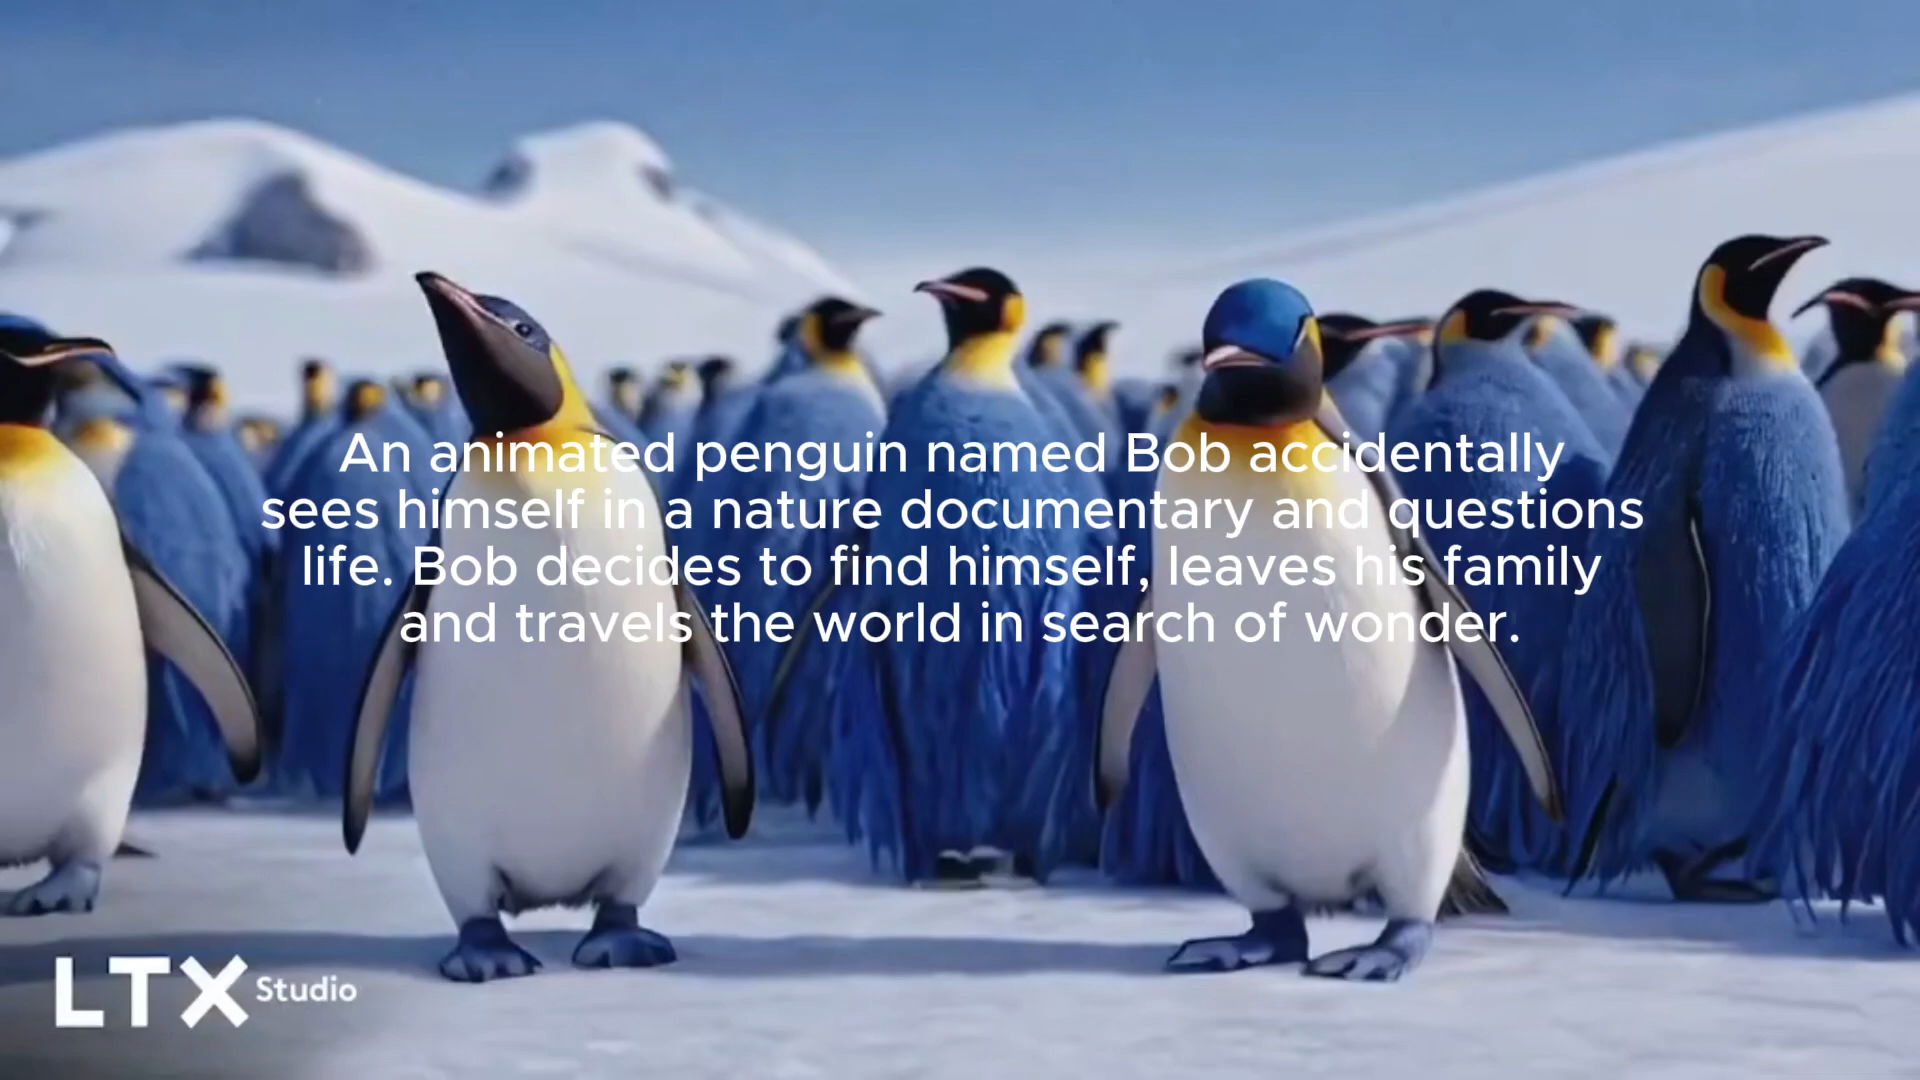 An animated penguin named Bob accidentally
sees himself in a nature documentary and questions
life. Bob decides to find himself, leaves his family
and travels the world in search of wonder.
LTX Studio